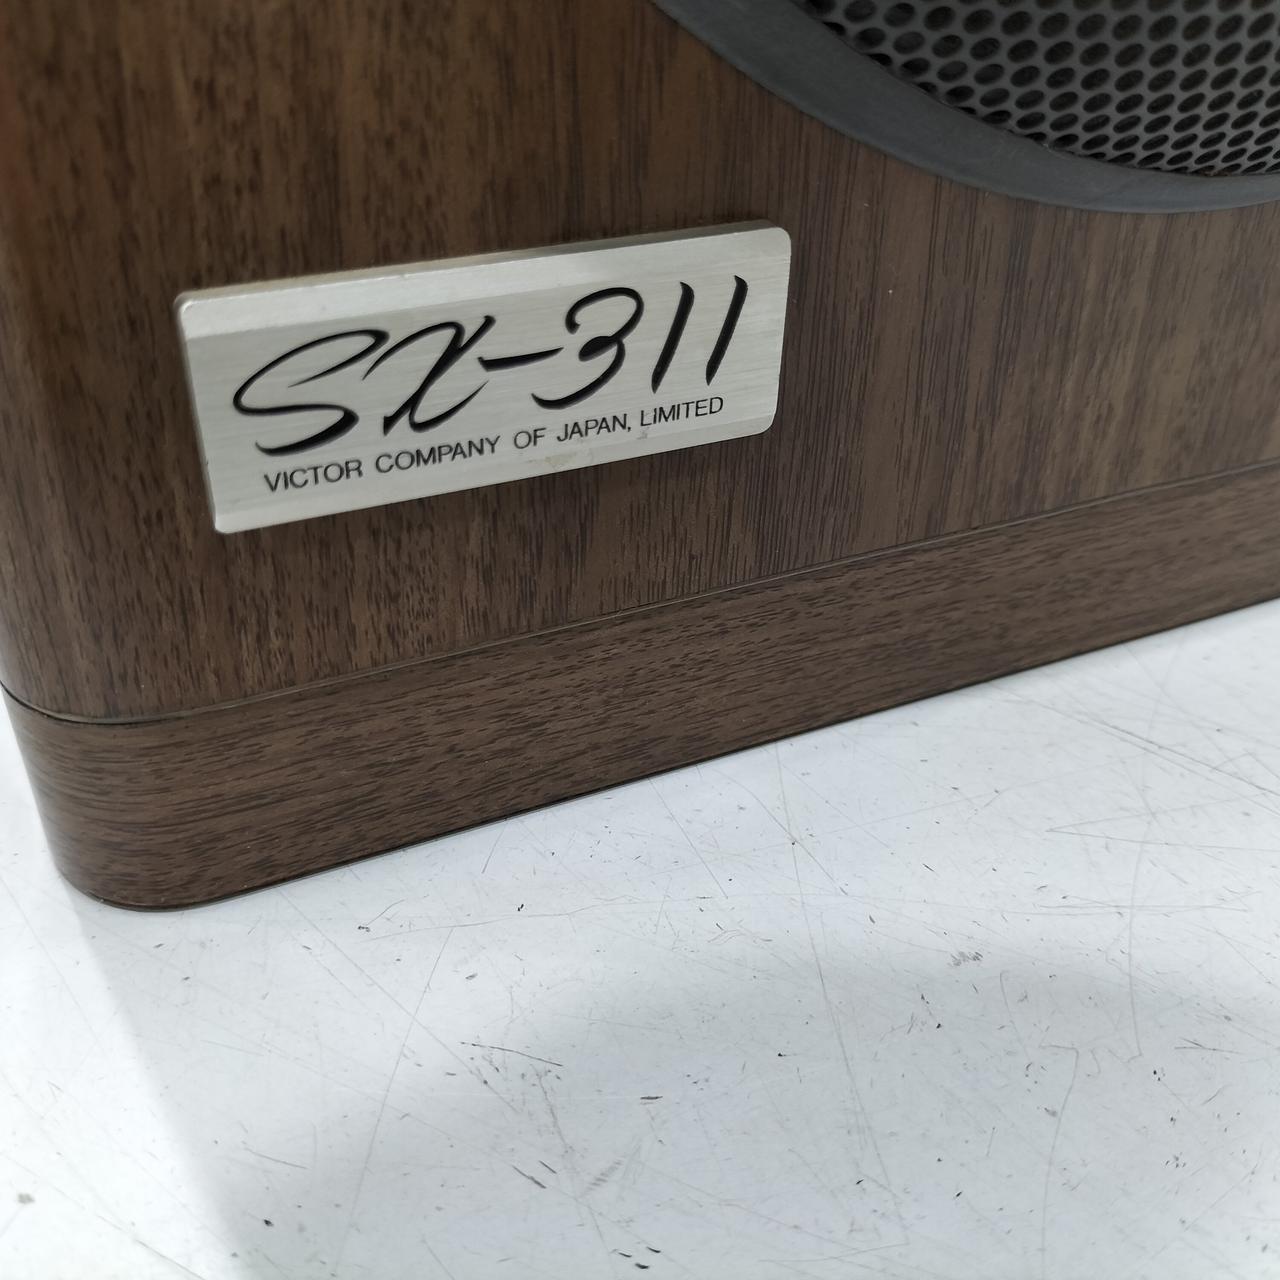 SX-311
VICTOR COMPANY OF JAPAN, LIMITED